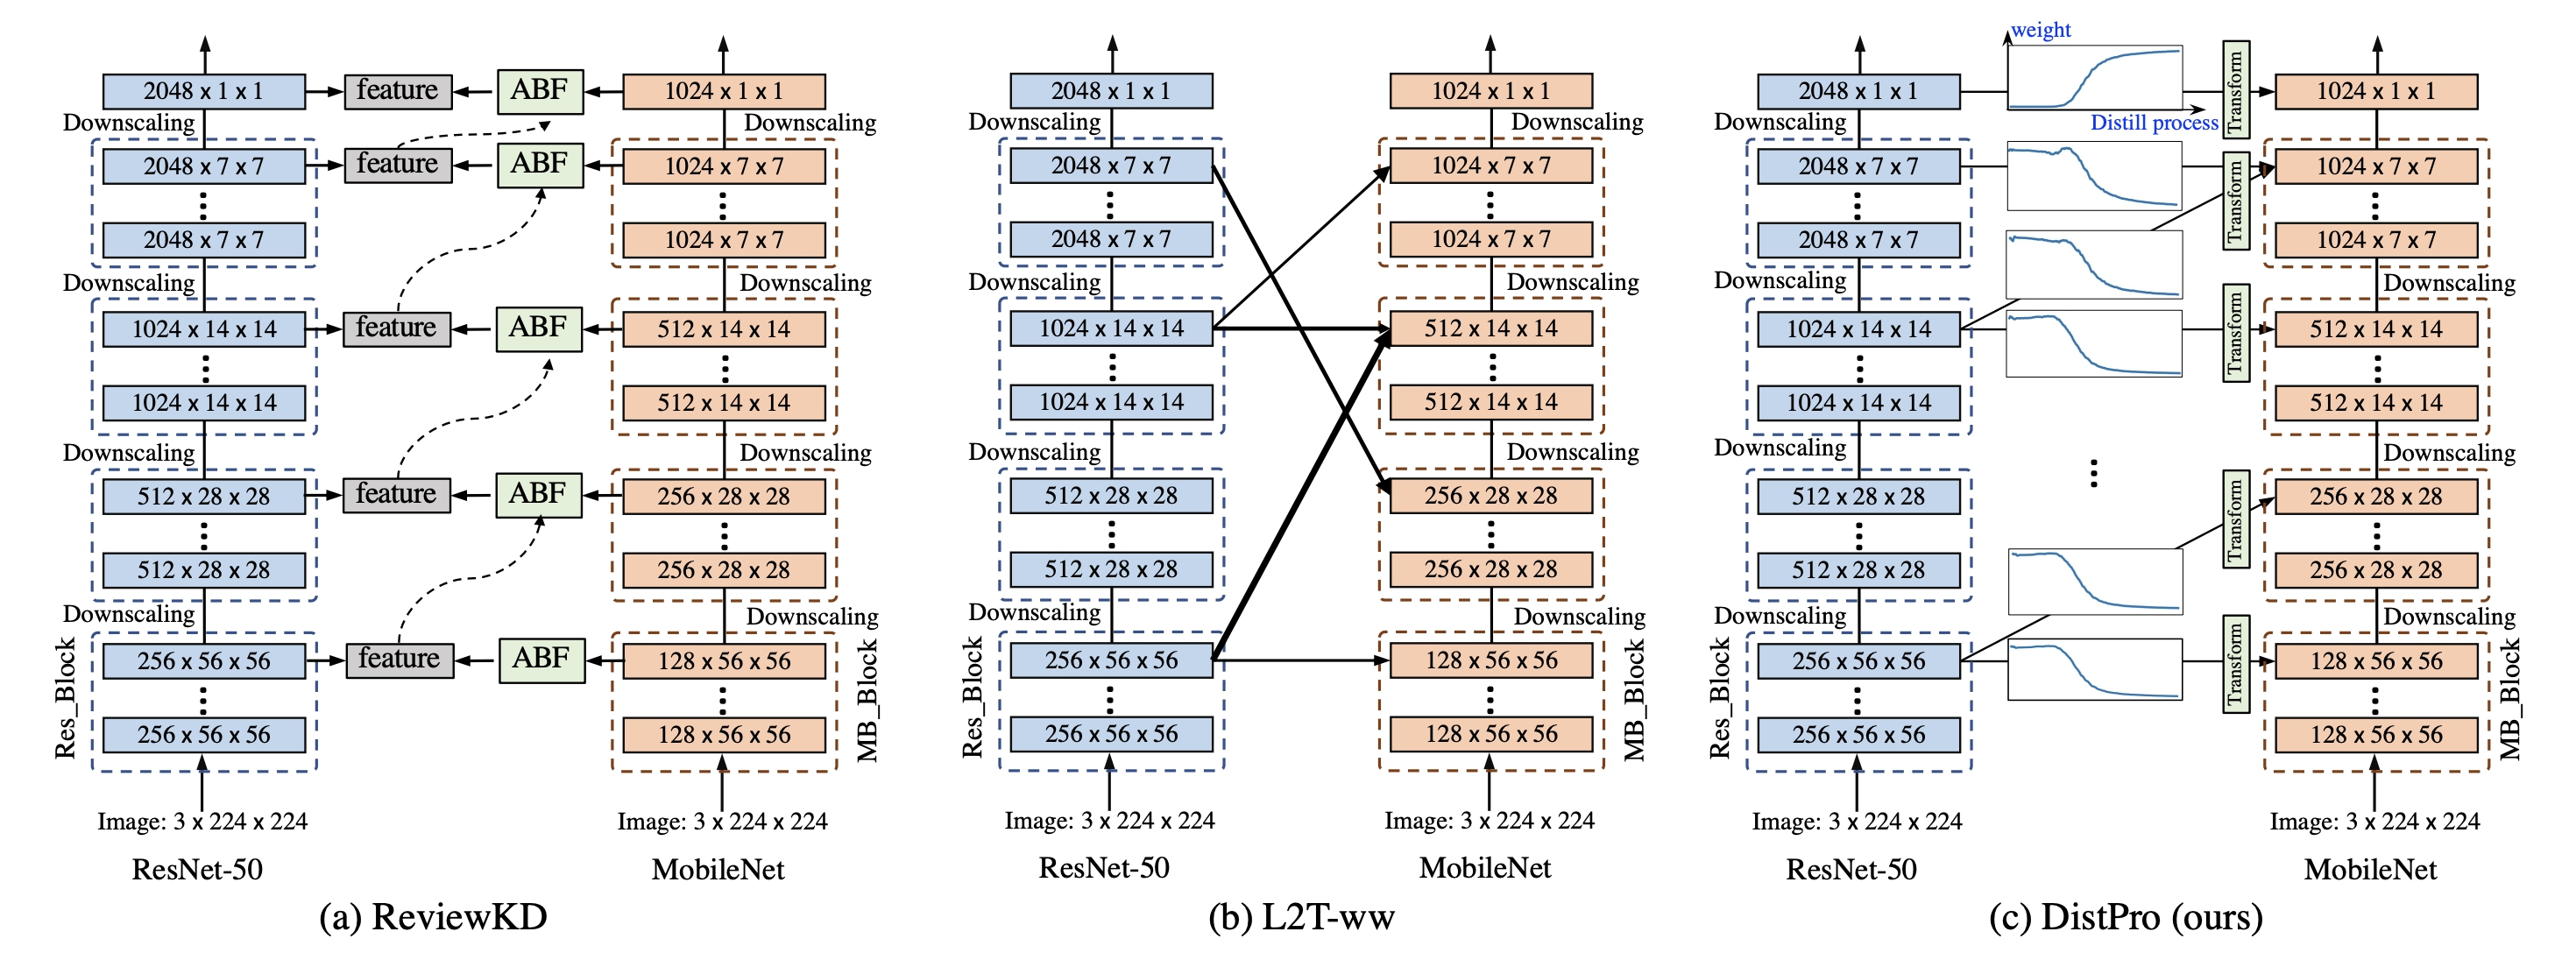 2048 x 1 x 1
feature
ABF
1024 x 1 x 1
Downscaling
Downscaling
2048 x 7 x 7
feature
ABF
1024 x 7 x 7
2048 x 7 x 7
1024 x 7 x 7
Downscaling
Downscaling
1024 x 14 x 14
feature
ABF
512 x 14 x 14
1024 x 14 x 14
512 x 14 x 14
Downscaling
Downscaling
512 x 28 x 28
feature
ABF
256 x 28 x 28
512 x 28 x 28
256 x 28 x 28
Downscaling
Downscaling
Res_Block
256 x 56 x 56
feature
ABF
128 x 56 x 56
MB_Block
256 x 56 x 56
128 x 56 x 56
Image: 3 x 224 x 224
Image: 3 x 224 x 224
ResNet-50
MobileNet
(a) ReviewKD
2048 x 1 x 1
1024 x 1 x 1
Downscaling
Downscaling
2048 x 7 x 7
1024 x 7 x 7
2048 x 7 x 7
1024 x 7 x 7
Downscaling
Downscaling
1024 x 14 x 14
512 x 14 x 14
1024 x 14 x 14
512 x 14 x 14
Downscaling
Downscaling
512 x 28 x 28
256 x 28 x 28
512 x 28 x 28
256 x 28 x 28
Downscaling
Downscaling
Res_Block
256 x 56 x 56
128 x 56 x 56
MB_Block
256 x 56 x 56
128 x 56 x 56
Image: 3 x 224 x 224
Image: 3 x 224 x 224
ResNet-50
MobileNet
(b) L2T-ww
weight
2048 x 1 x 1
Transform
1024 x 1 x 1
Downscaling
Distill process
2048 x 7 x 7
Transform
1024 x 7 x 7
2048 x 7 x 7
1024 x 7 x 7
Downscaling
Downscaling
1024 x 14 x 14
Transform
512 x 14 x 14
1024 x 14 x 14
512 x 14 x 14
Downscaling
Downscaling
512 x 28 x 28
Transform
256 x 28 x 28
512 x 28 x 28
256 x 28 x 28
Downscaling
Downscaling
Res_Block
256 x 56 x 56
Transform
128 x 56 x 56
MB_Block
256 x 56 x 56
128 x 56 x 56
Image: 3 x 224 x 224
Image: 3 x 224 x 224
ResNet-50
MobileNet
(c) DistPro (ours)